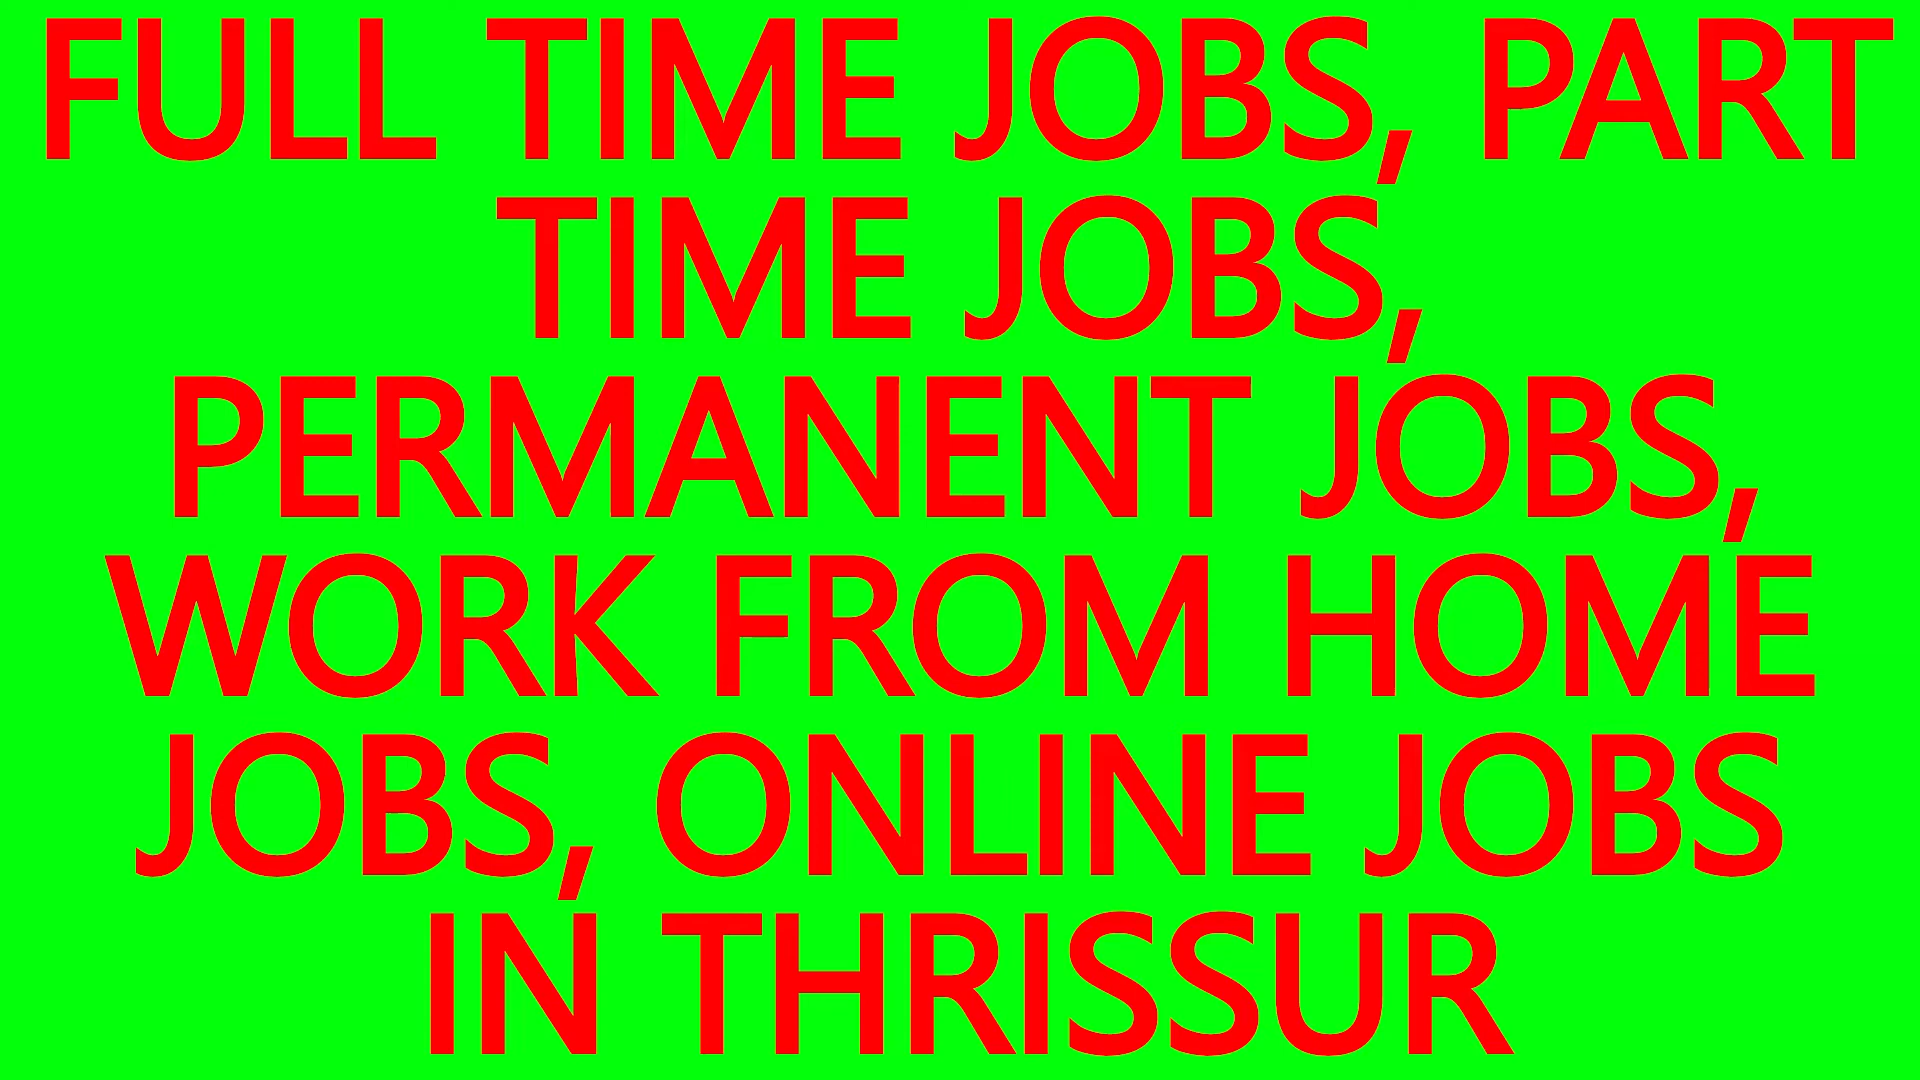 FULL TIME JOBS, PART
TIME JOBS,
PERMANENT JOBS,
WORK FROM HOME
JOBS, ONLINE JOBS
IN THRISSUR